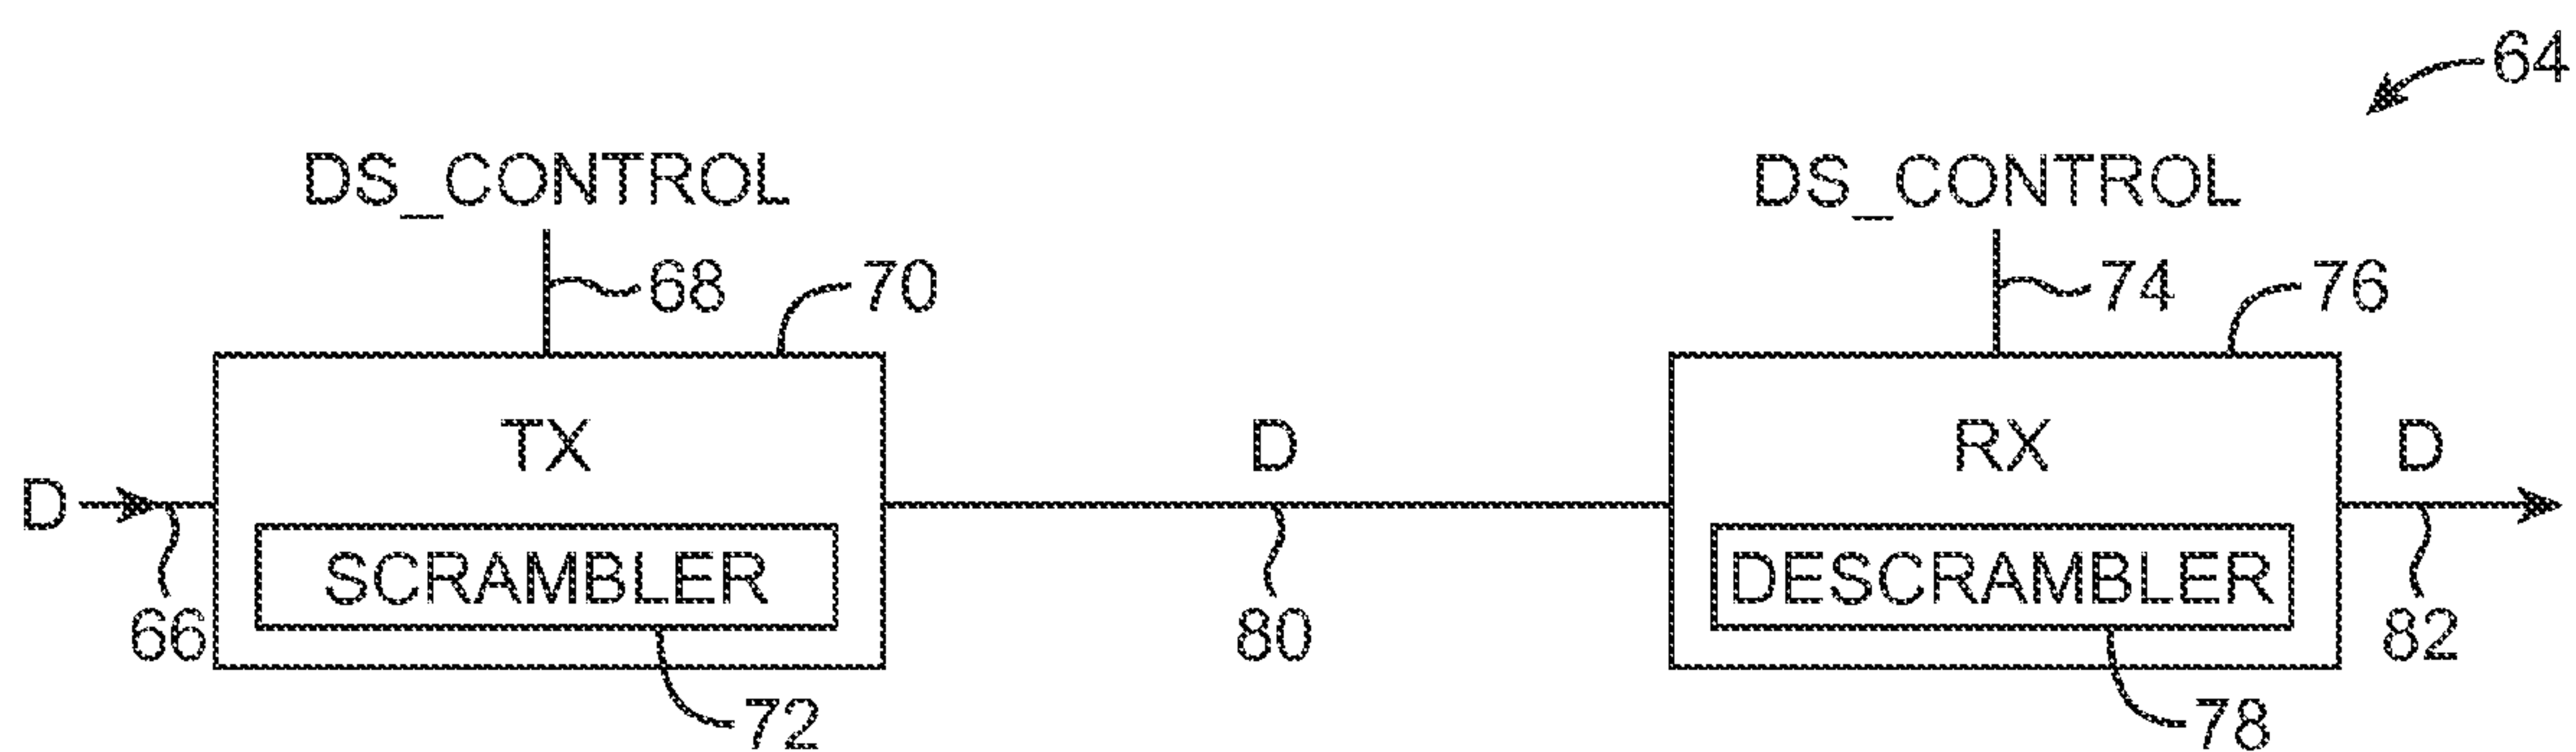 64
DS_CONTROL DS_CONTROL
68 70 74 76
TX D RX D
D
SCRAMBLER DESCRAMBLER
66 80 82
72 78